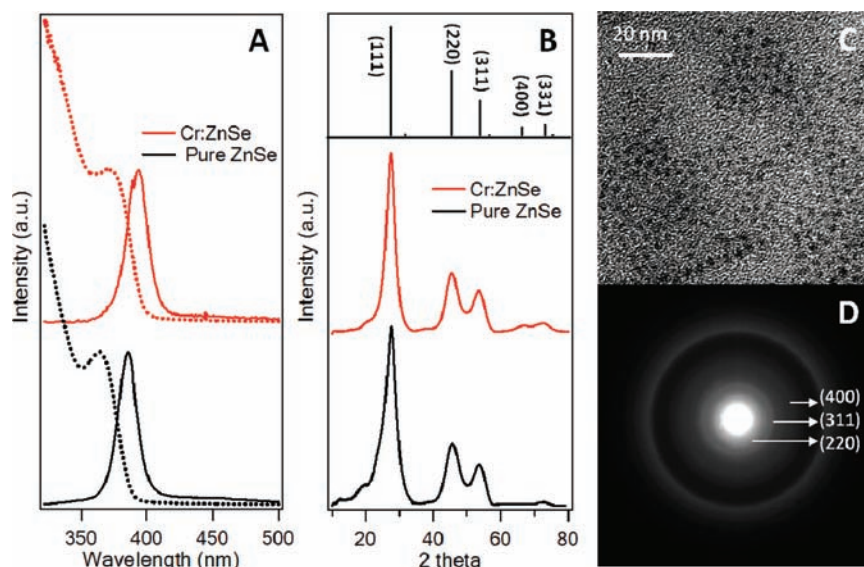 A
Cr:ZnSe
Pure ZnSe
Intensity (a.u.)
350
400
450
500
Wavelength (nm)
B
(111)
(220)
(311)
(400)
(331)
Cr:ZnSe
Pure ZnSe
Intensity (a.u.)
20
40
60
80
2 theta
C
20 nm
D
(400)
(311)
(220)